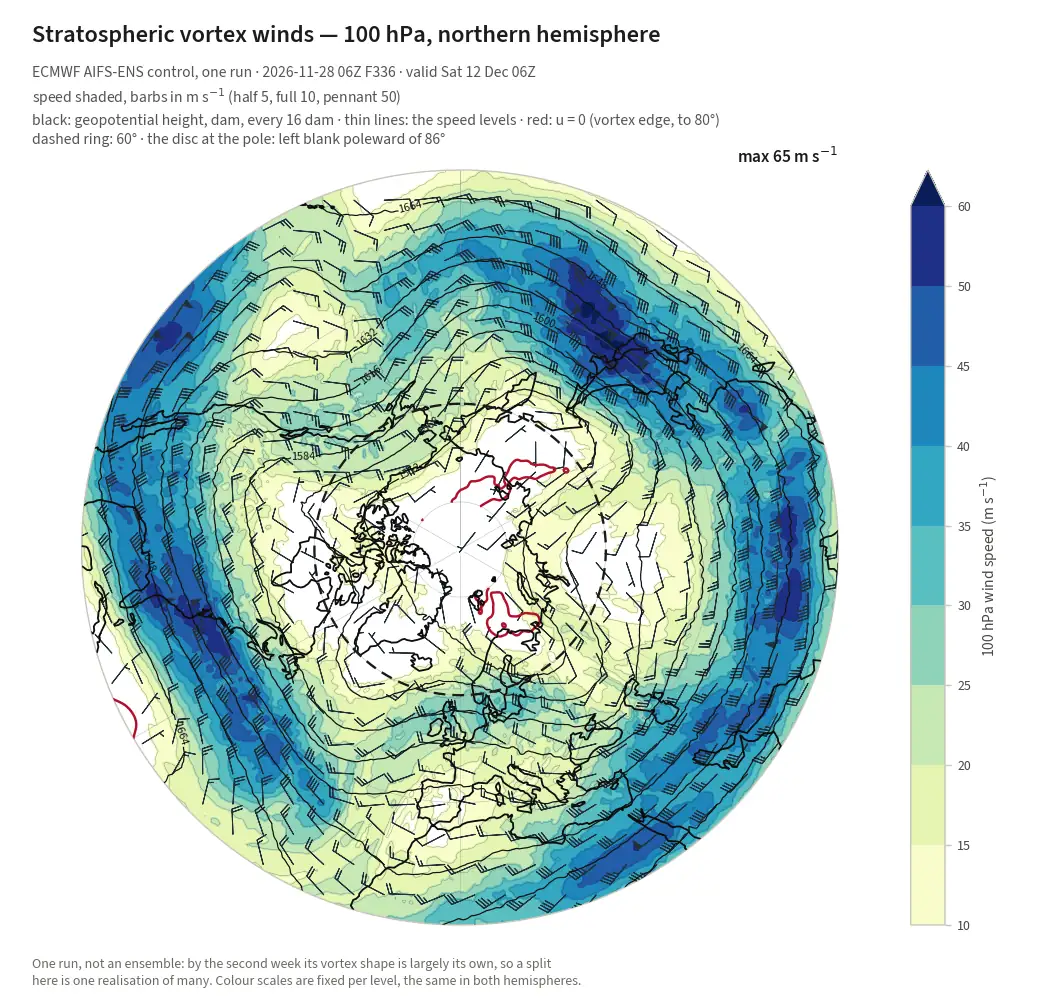 Stratospheric vortex winds — 100 hPa, northern hemisphere
ECMWF AIFS-ENS control, one run · 2026-11-28 06Z F336 · valid Sat 12 Dec 06Z
speed shaded, barbs in m s⁻¹ (half 5, full 10, pennant 50)
black: geopotential height, dam, every 16 dam · thin lines: the speed levels · red: u = 0 (vortex edge, to 80°)
dashed ring: 60° · the disc at the pole: left blank poleward of 86°
max 65 m s⁻¹
1664
1600
1632
1616
1664
1584
1664
60
50
45
40
35
30
25
20
15
10
100 hPa wind speed (m s⁻¹)
One run, not an ensemble: by the second week its vortex shape is largely its own, so a split
here is one realisation of many. Colour scales are fixed per level, the same in both hemispheres.